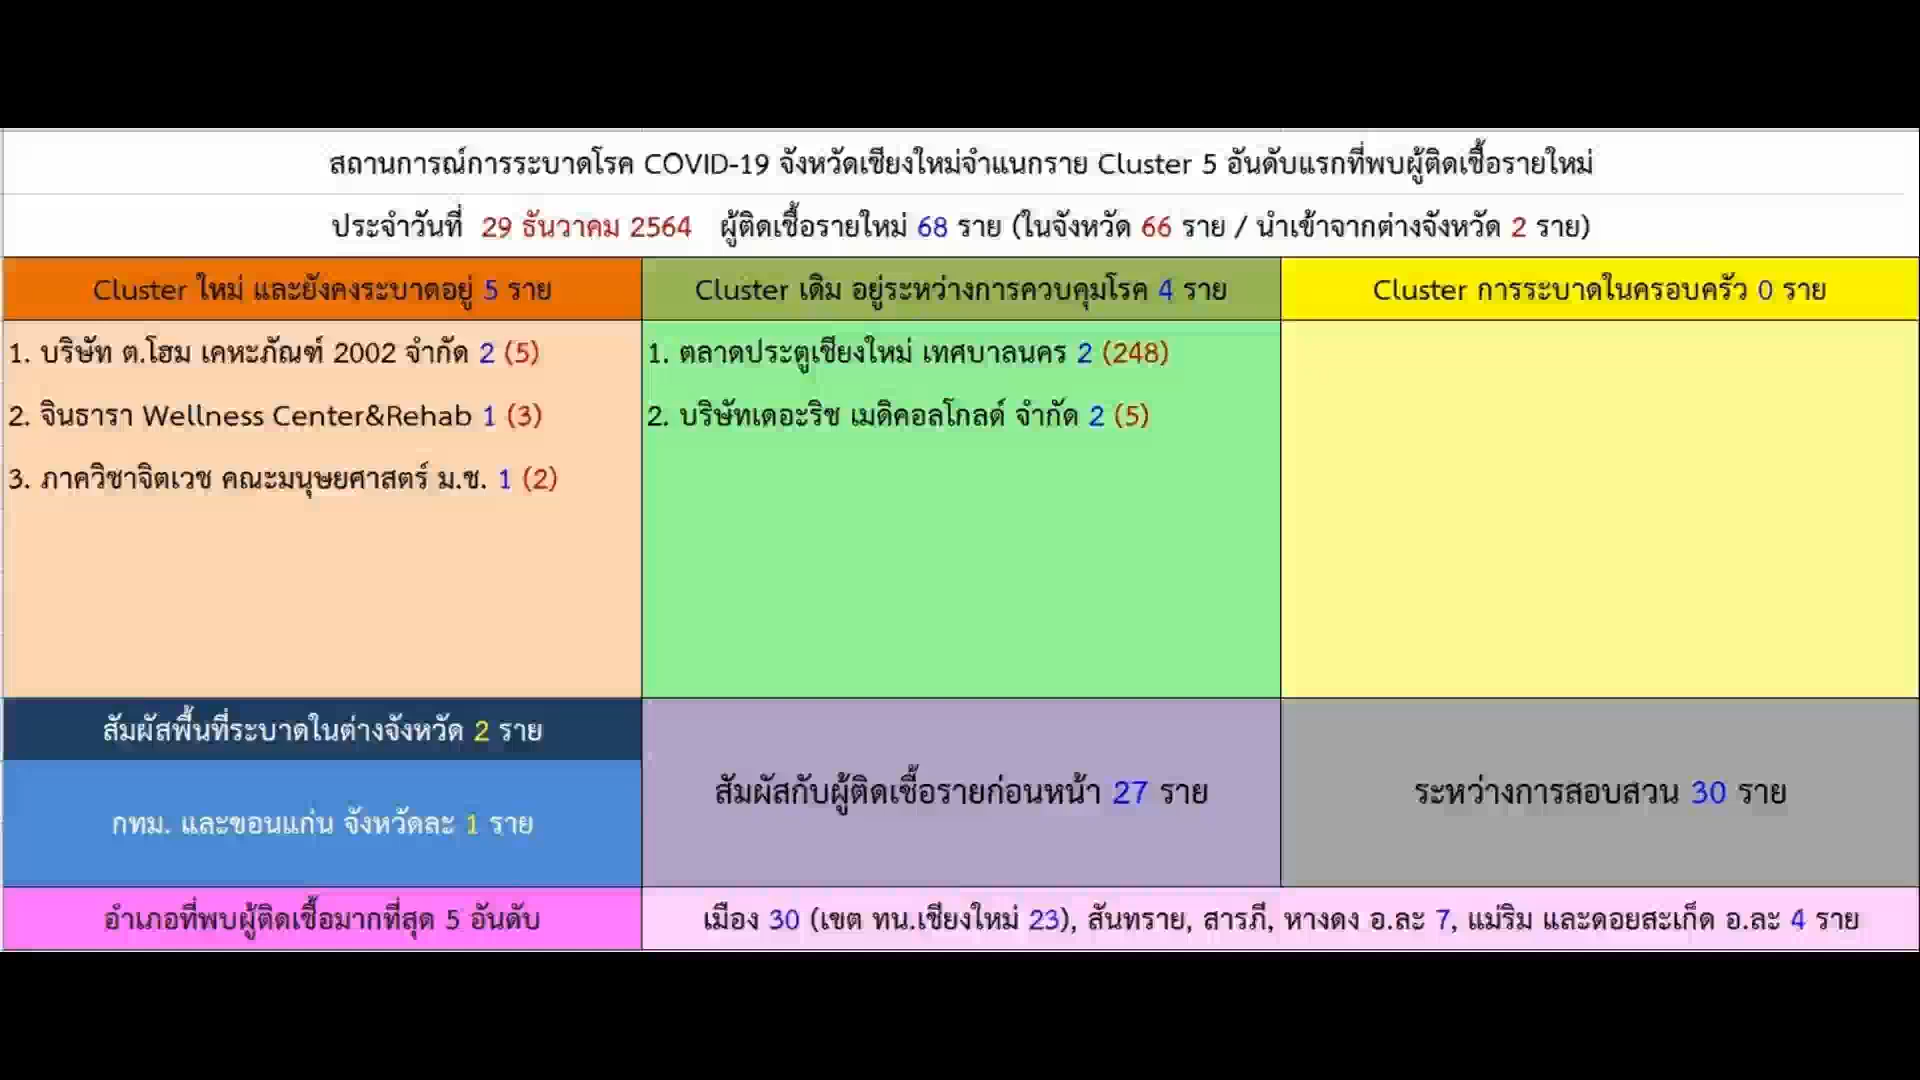 สถานการณ์การระบาดโรค COVID-19 จังหวัดเชียงใหม่จำแนกราย Cluster 5 อันดับแรกที่พบผู้ติดเชื้อรายใหม่
ประจำวันที่ 29 ธันวาคม 2564 ผู้ติดเชื้อรายใหม่ 68 ราย (ในจังหวัด 66 ราย / นำเข้าจากต่างจังหวัด 2 ราย)
Cluster ใหม่ และยังคงระบาดอยู่ 5 ราย
1. บริษัท ต.โฮม เคหะภัณฑ์ 2002 จำกัด 2 (5)
2. จินธารา Wellness Center&Rehab 1 (3)
3. ภาควิชาจิตเวช คณะมนุษยศาสตร์ ม.ช. 1 (2)
Cluster เดิม อยู่ระหว่างการควบคุมโรค 4 ราย
1. ตลาดประตูเชียงใหม่ เทศบาลนคร 2 (248)
2. บริษัทเดอะริช เมดิคอลโกลด์ จำกัด 2 (5)
Cluster การระบาดในครอบครัว 0 ราย
สัมผัสพื้นที่ระบาดในต่างจังหวัด 2 ราย
กทม. และขอนแก่น จังหวัดละ 1 ราย
สัมผัสกับผู้ติดเชื้อรายก่อนหน้า 27 ราย
ระหว่างการสอบสวน 30 ราย
อำเภอที่พบผู้ติดเชื้อมากที่สุด 5 อันดับ
เมือง 30 (เขต ทน.เชียงใหม่ 23), สันทราย, สารภี, หางดง อ.ละ 7, แม่ริม และดอยสะเก็ด อ.ละ 4 ราย